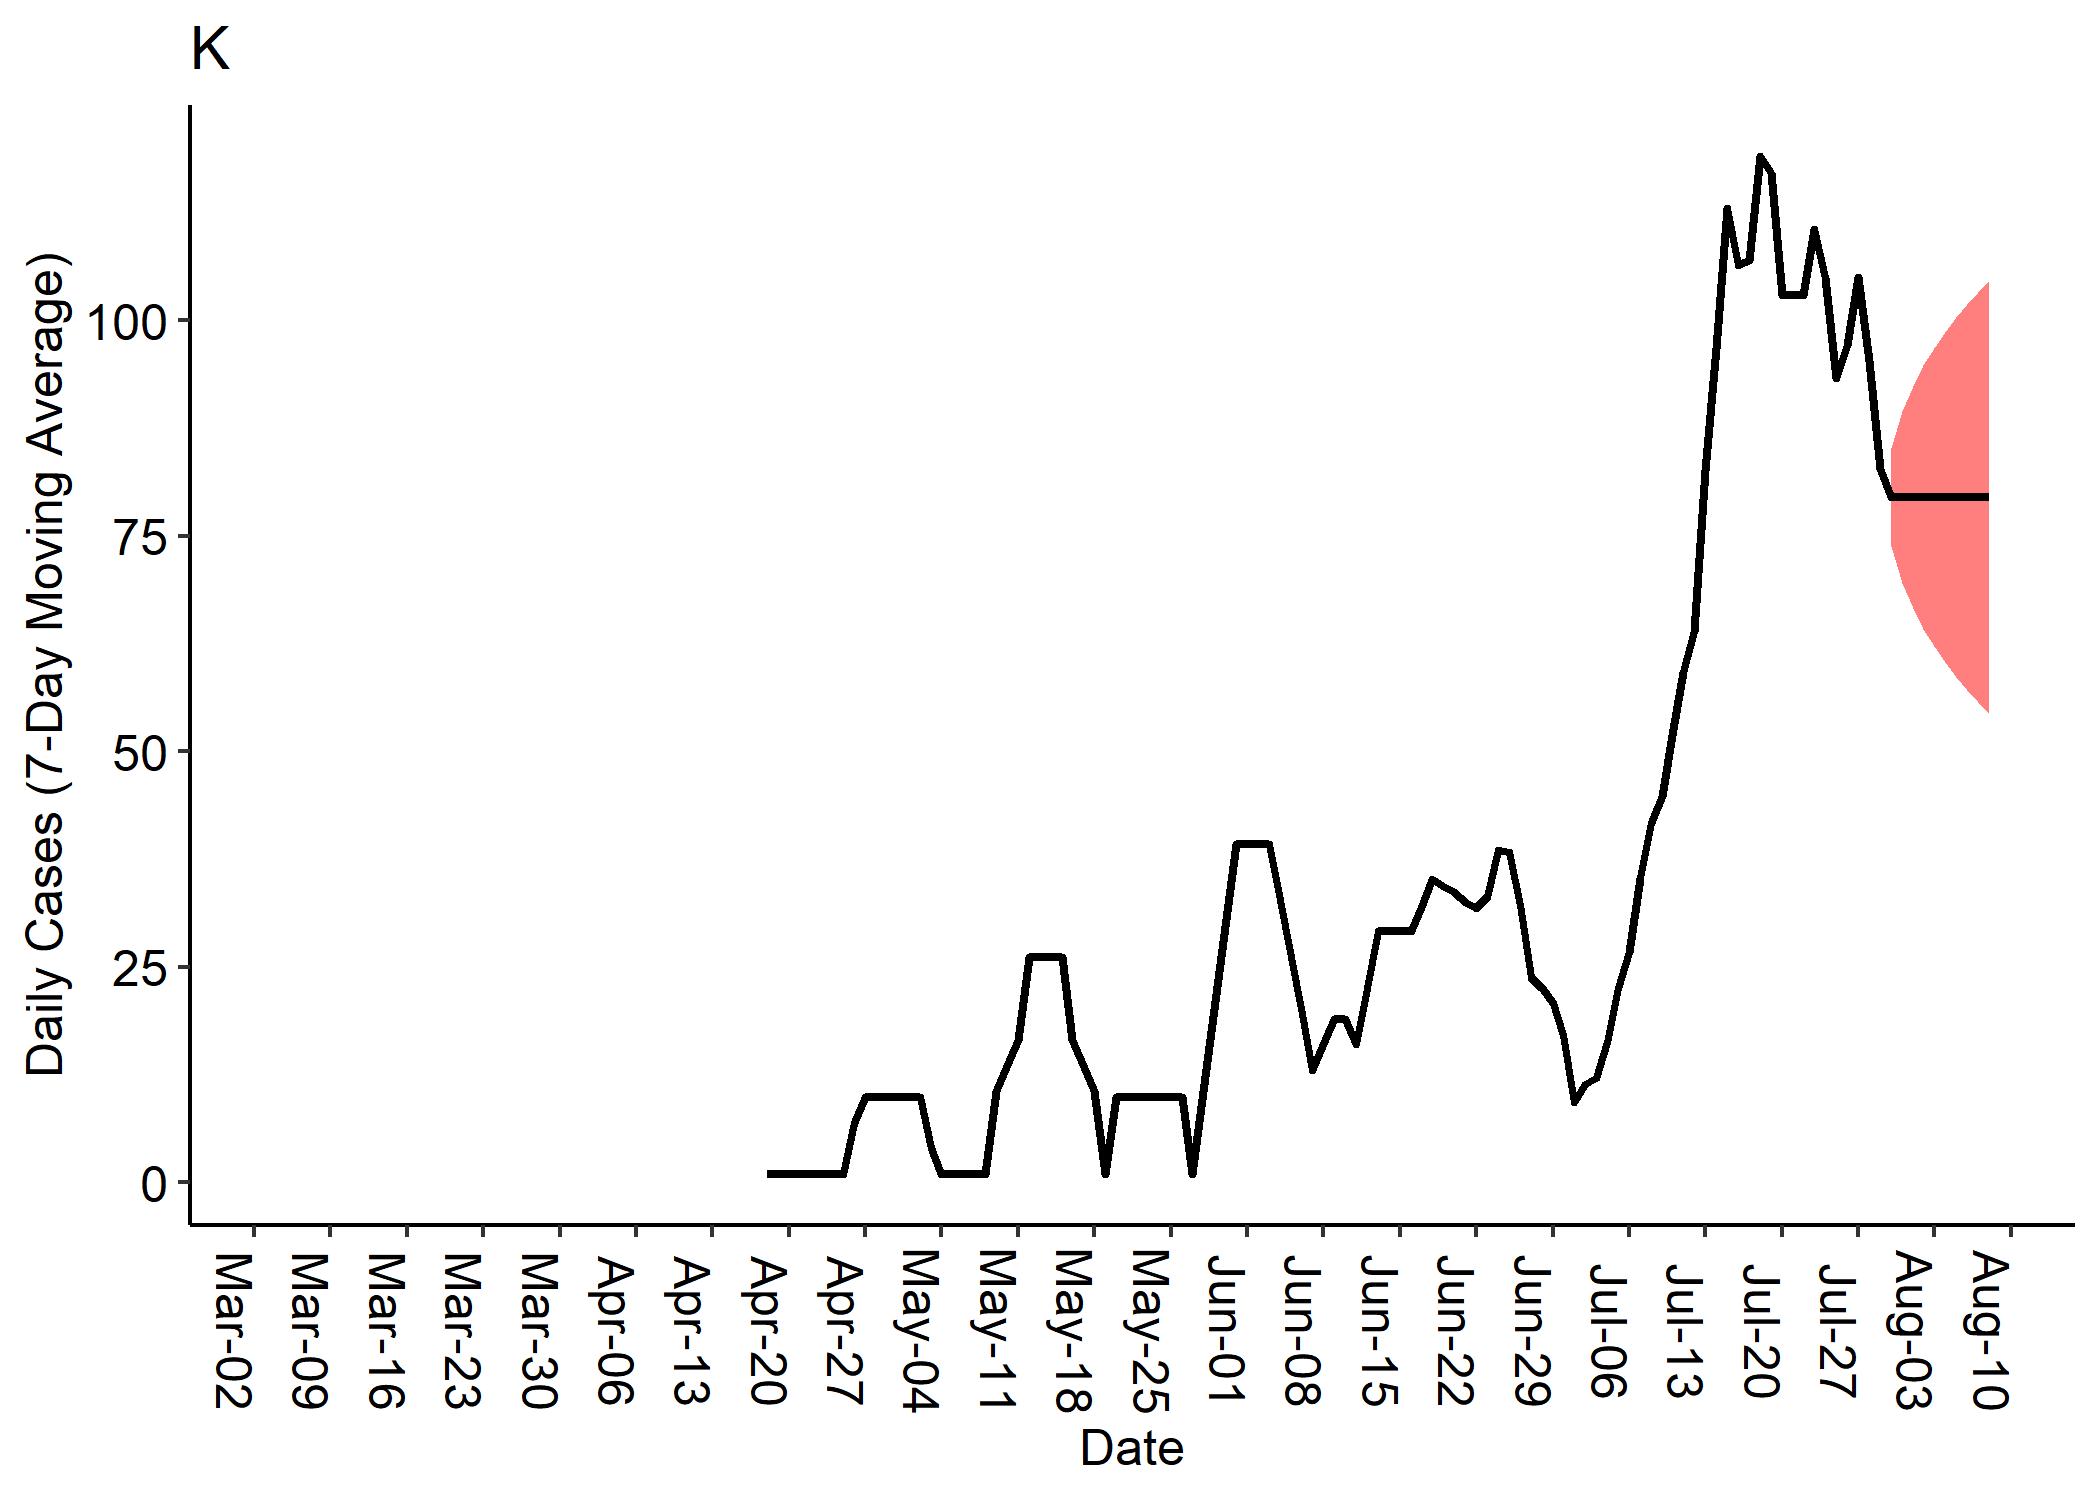 K
Daily Cases (7-Day Moving Average)
100
75
50
25
0
Mar-02
Mar-09
Mar-16
Mar-23
Mar-30
Apr-06
Apr-13
Apr-20
Apr-27
May-04
May-11
May-18
May-25
Jun-01
Jun-08
Jun-15
Jun-22
Jun-29
Jul-06
Jul-13
Jul-20
Jul-27
Aug-03
Aug-10
Date